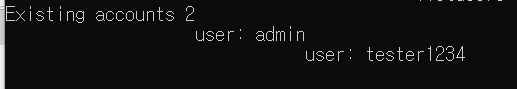 Existing accounts 2
user: admin
user: tester1234